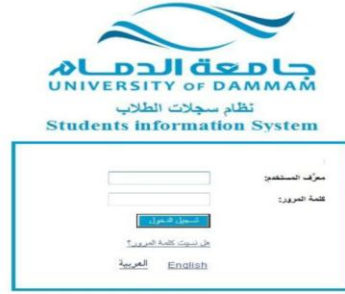 جامعة الدمام
UNIVERSITY OF DAMMAM
نظام سجلات الطلاب
Students information System
معرَّف المستخدم:
كلمة المرور:
تسجيل الدخول
هل نسيت كلمة المرور؟
English العربية